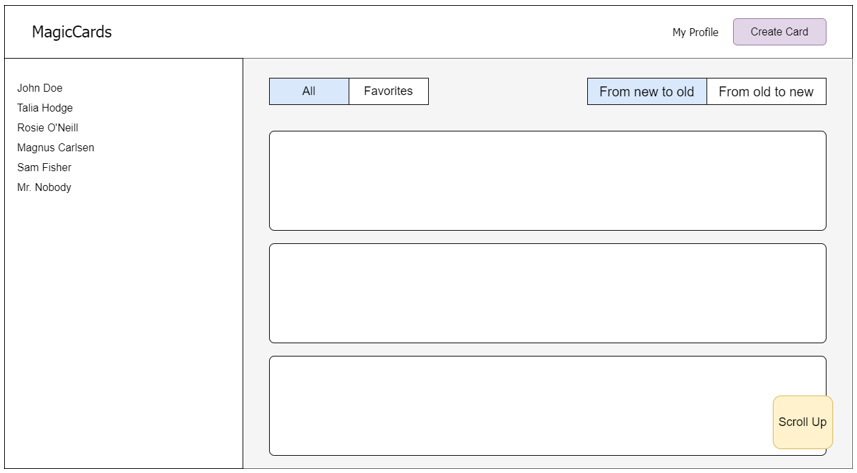 MagicCards
My Profile
Create Card
John Doe
Talia Hodge
Rosie O'Neill
Magnus Carlsen
Sam Fisher
Mr. Nobody
All
Favorites
From new to old
From old to new
Scroll Up